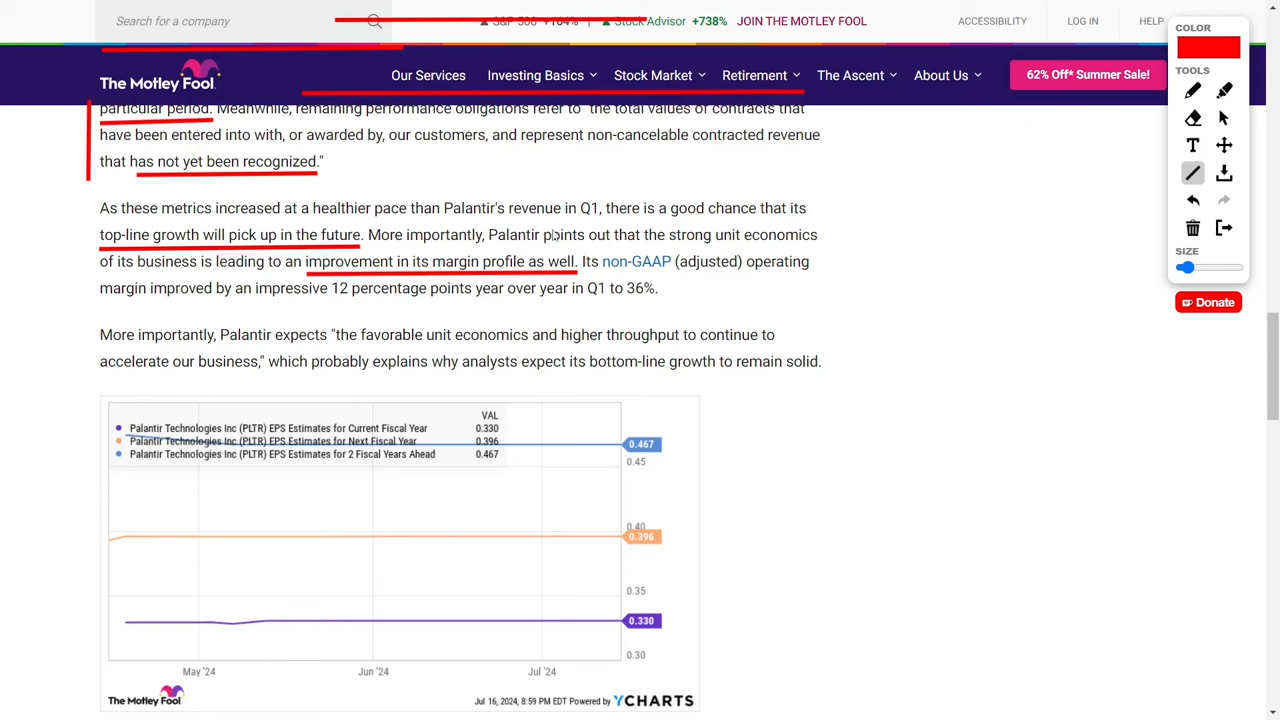 Search for a company
S&P 500 +164% | Stock Advisor +738% JOIN THE MOTLEY FOOL
ACCESSIBILITY LOG IN HELP
The Motley Fool
Our Services Investing Basics Stock Market Retirement The Ascent About Us
62% Off* Summer Sale!
particular period. Meanwhile, remaining performance obligations refer to "the total values of contracts that
have been entered into with, or awarded by, our customers, and represent non-cancelable contracted revenue
that has not yet been recognized."
As these metrics increased at a healthier pace than Palantir's revenue in Q1, there is a good chance that its
top-line growth will pick up in the future. More importantly, Palantir points out that the strong unit economics
of its business is leading to an improvement in its margin profile as well. Its non-GAAP (adjusted) operating
margin improved by an impressive 12 percentage points year over year in Q1 to 36%.
More importantly, Palantir expects "the favorable unit economics and higher throughput to continue to
accelerate our business," which probably explains why analysts expect its bottom-line growth to remain solid.
VAL
Palantir Technologies Inc (PLTR) EPS Estimates for Current Fiscal Year 0.330
Palantir Technologies Inc (PLTR) EPS Estimates for Next Fiscal Year 0.396
Palantir Technologies Inc (PLTR) EPS Estimates for 2 Fiscal Years Ahead 0.467
0.467
0.45
0.40
0.396
0.35
0.330
0.30
May '24 Jun '24 Jul '24
The Motley Fool
Jul 16, 2024, 8:59 PM EDT Powered by YCHARTS
COLOR
TOOLS
T
SIZE
Donate